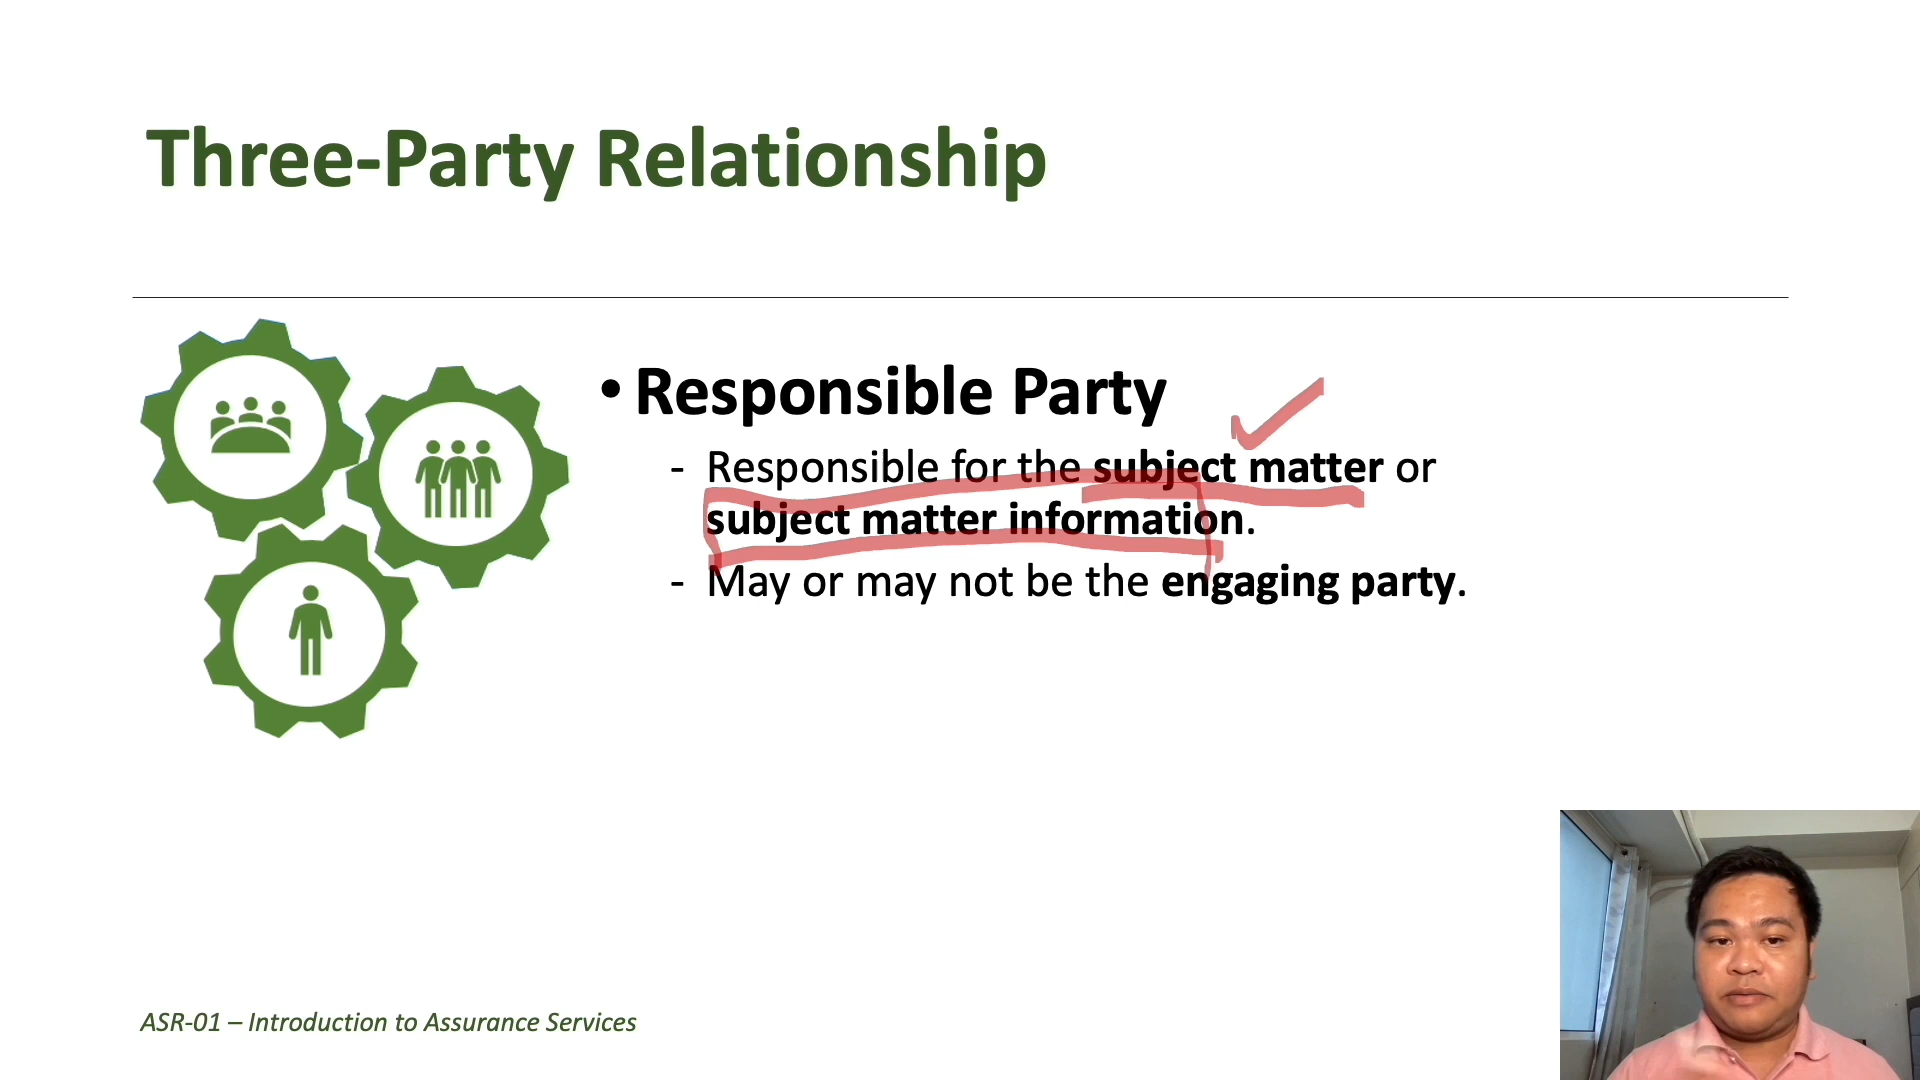 Three-Party Relationship
• Responsible Party
- Responsible for the subject matter or
subject matter information.
- May or may not be the engaging party.
ASR-01 – Introduction to Assurance Services